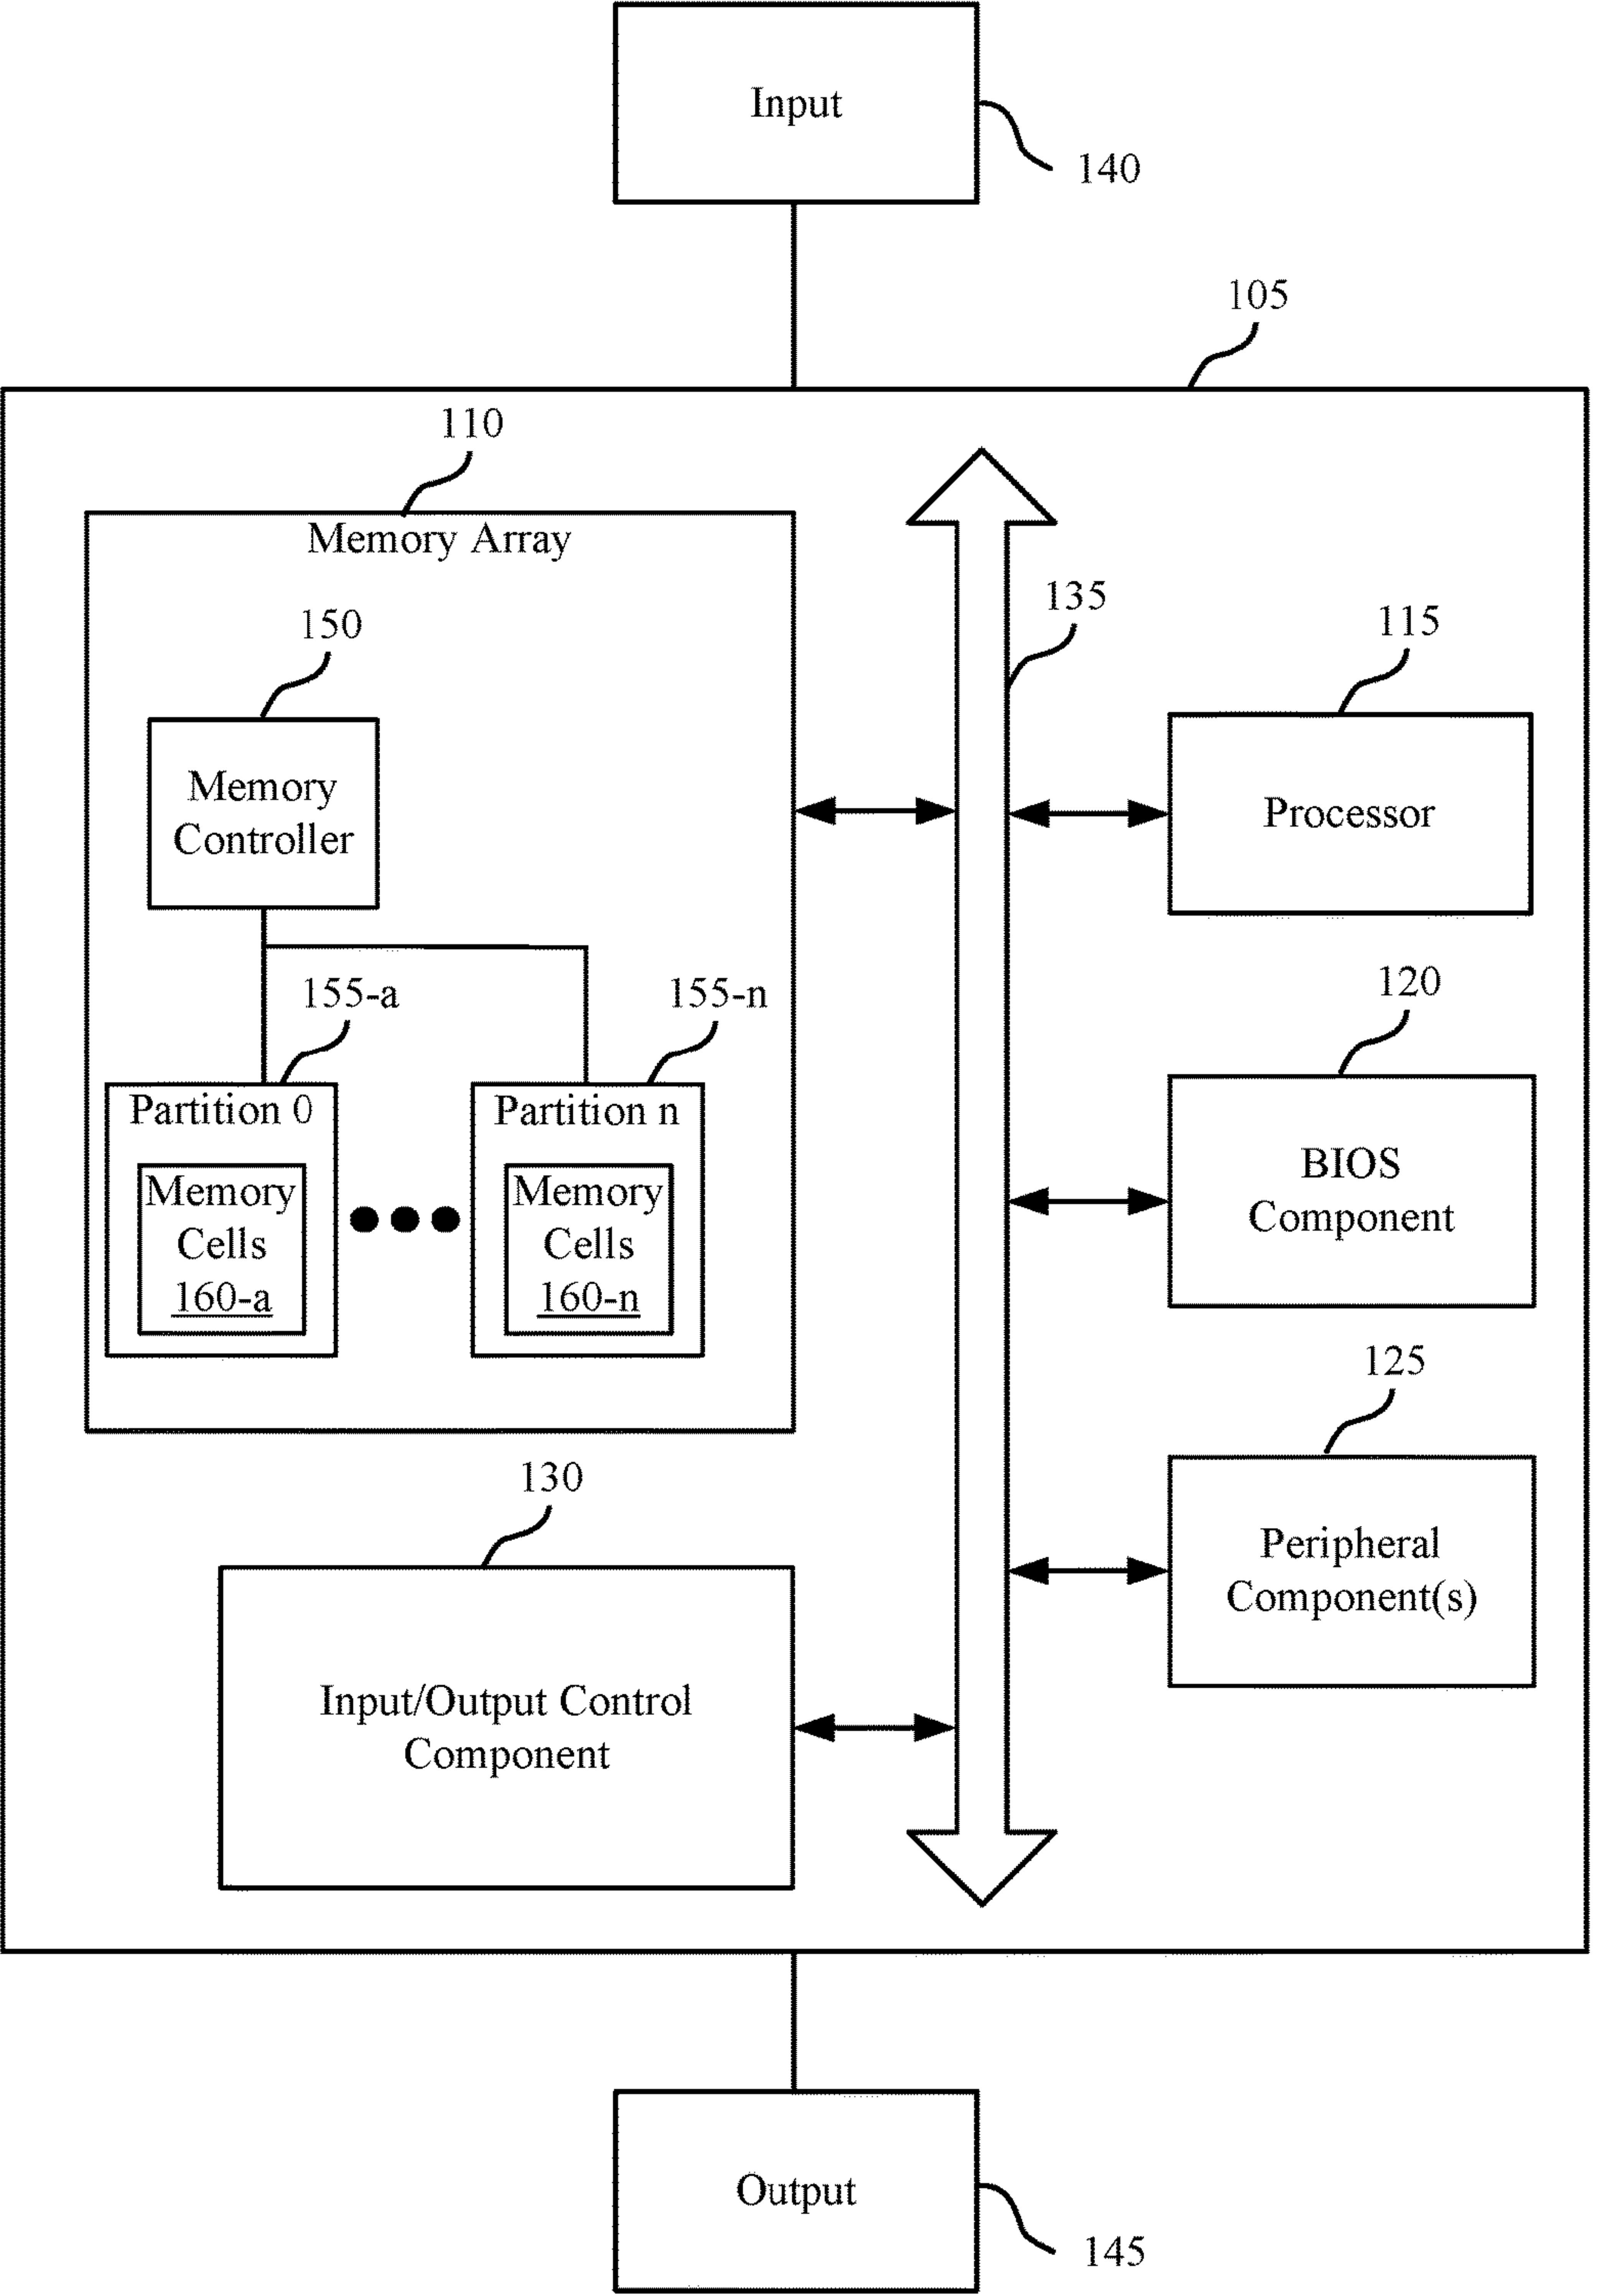 Input
140
105
110
Memory Array
135
150
115
Memory
Controller
Processor
155-a
155-n
120
Partition 0
Partition n
Memory
Cells
160-a
Memory
Cells
160-n
BIOS
Component
125
130
Peripheral
Component(s)
Input/Output Control
Component
Output
145